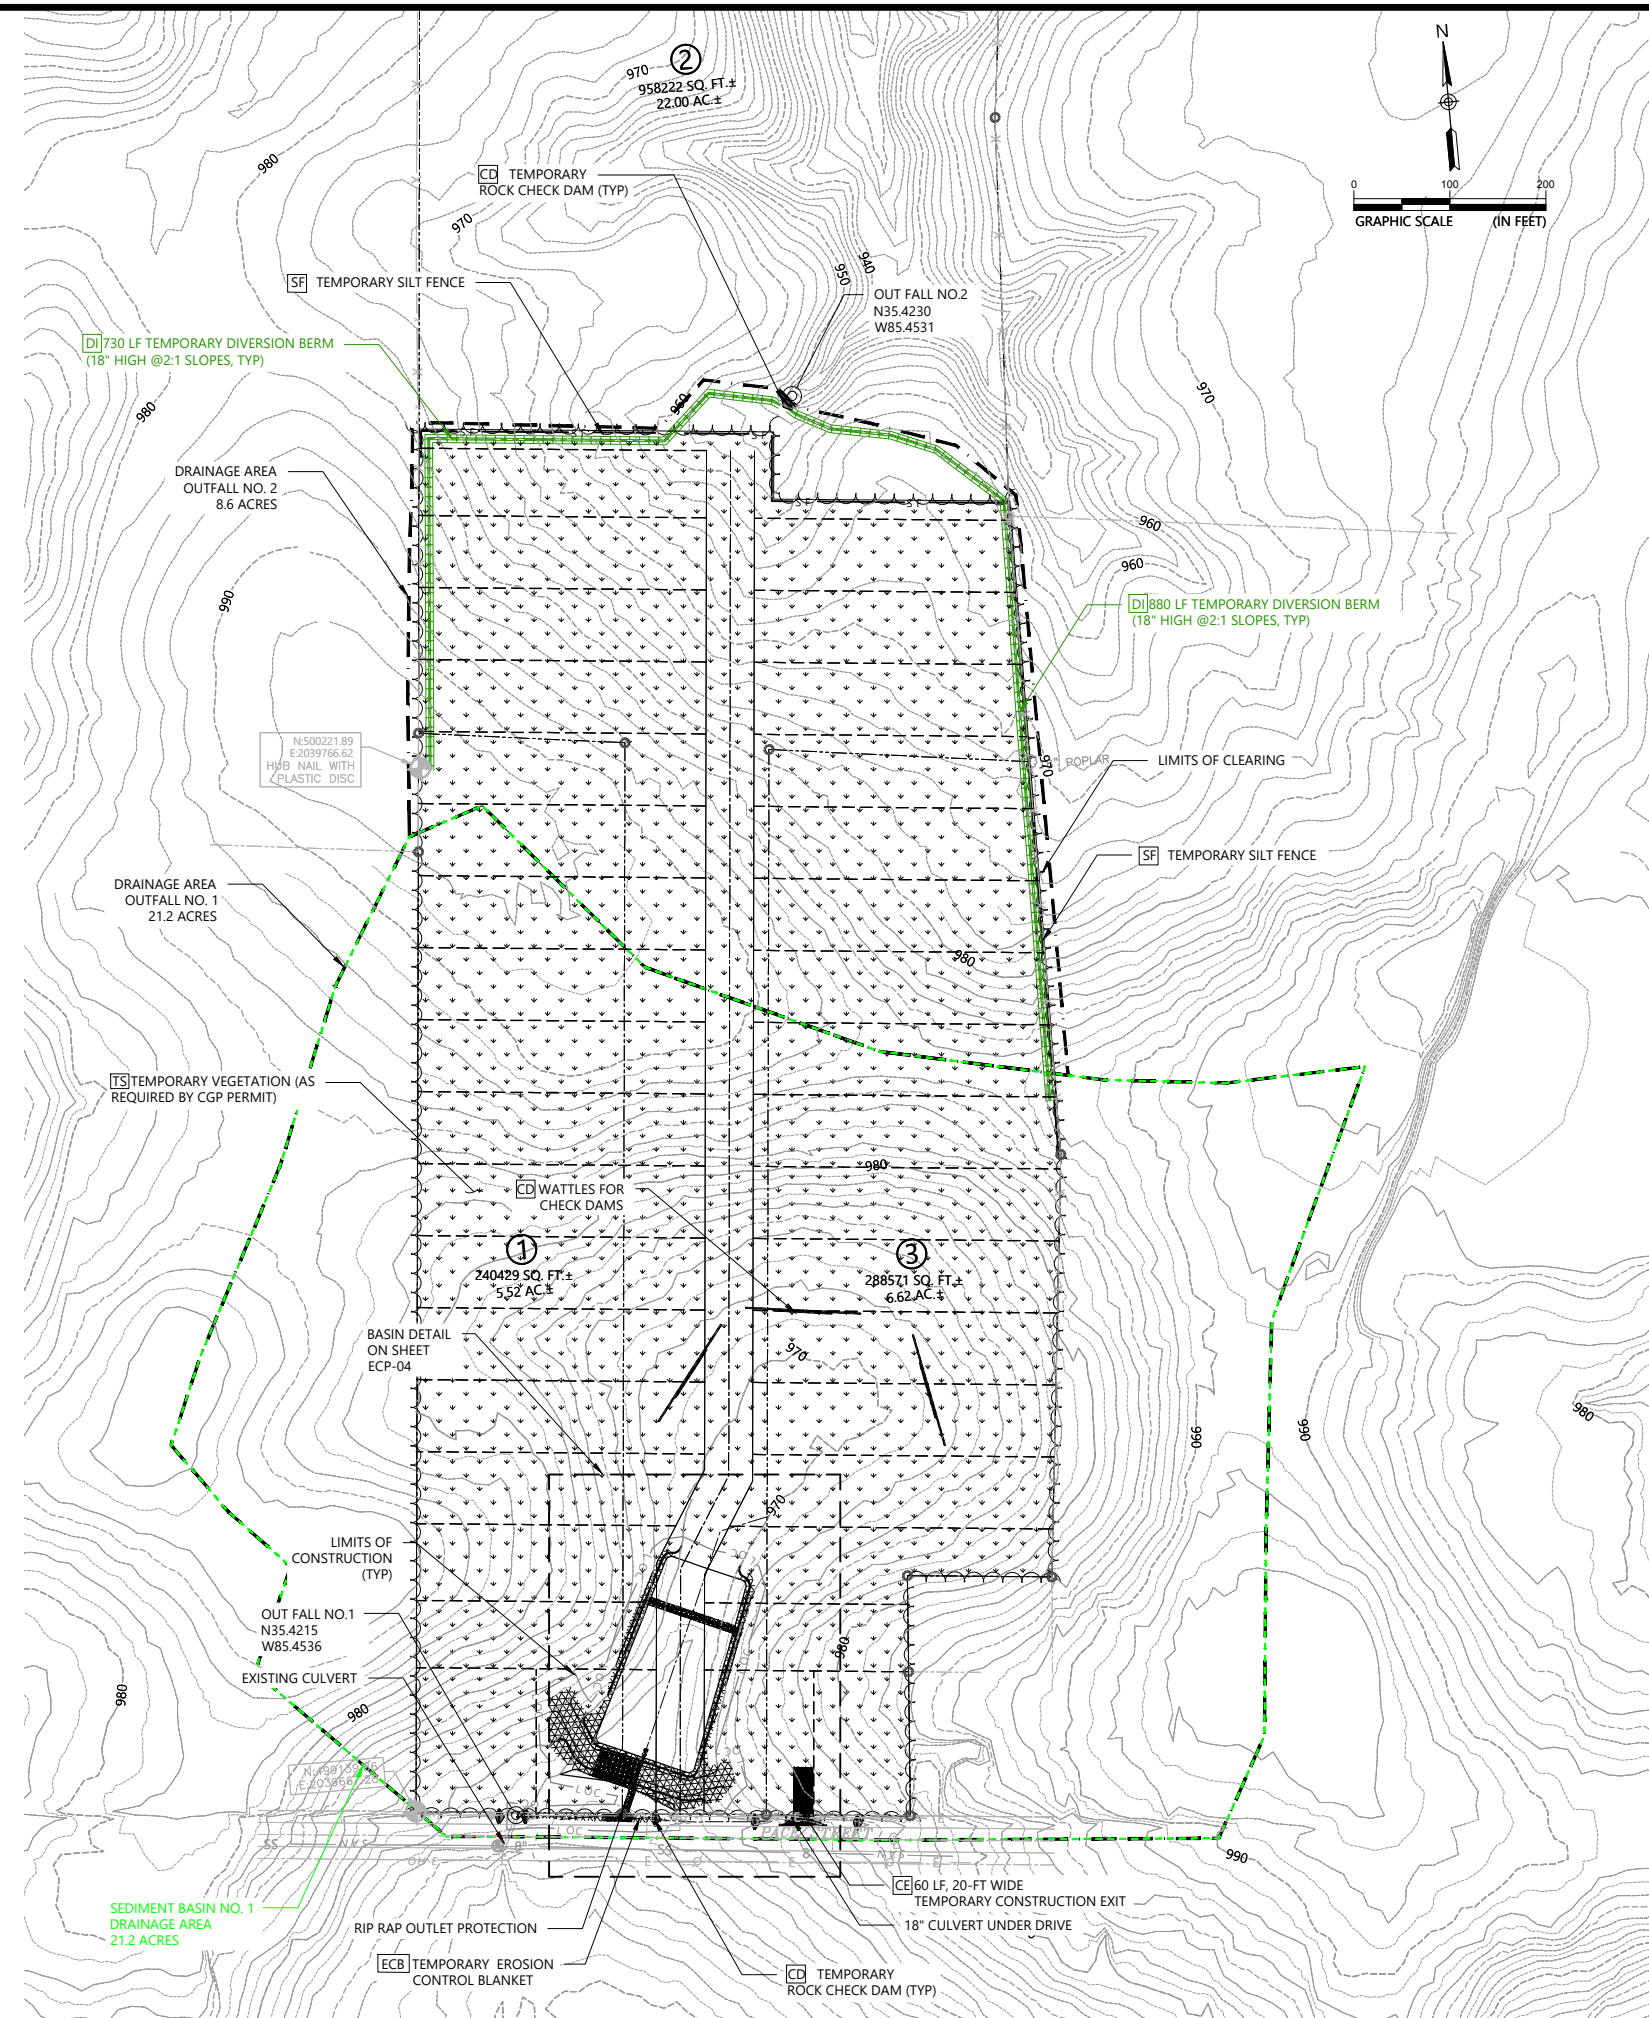 2
970
958222 SQ. FT.±
22.00 AC.±
N
0 100 200
GRAPHIC SCALE (IN FEET)
980
CD TEMPORARY
ROCK CHECK DAM (TYP)
970
940
950
SF TEMPORARY SILT FENCE
OUT FALL NO.2
N35.4230
W85.4531
DI 730 LF TEMPORARY DIVERSION BERM
(18" HIGH @2:1 SLOPES, TYP)
970
980
960
DRAINAGE AREA
OUTFALL NO. 2
8.6 ACRES
960
960
990
DI 880 LF TEMPORARY DIVERSION BERM
(18" HIGH @2:1 SLOPES, TYP)
N:500221.89
E:2039766.62
HUB NAIL WITH
PLASTIC DISC
POPLAR
970
LIMITS OF CLEARING
SF TEMPORARY SILT FENCE
DRAINAGE AREA
OUTFALL NO. 1
21.2 ACRES
980
TS TEMPORARY VEGETATION (AS
REQUIRED BY CGP PERMIT)
980
CD WATTLES FOR
CHECK DAMS
1
240429 SQ. FT.±
5.52 AC.±
3
288571 SQ. FT.±
6.62 AC.±
BASIN DETAIL
ON SHEET
ECP-04
970
980
990
990
970
LIMITS OF
CONSTRUCTION
(TYP)
OUT FALL NO.1
N35.4215
W85.4536
980
EXISTING CULVERT
980
980
990
CE 60 LF, 20-FT WIDE
TEMPORARY CONSTRUCTION EXIT
SEDIMENT BASIN NO. 1
DRAINAGE AREA
21.2 ACRES
18" CULVERT UNDER DRIVE
RIP RAP OUTLET PROTECTION
ECB TEMPORARY EROSION
CONTROL BLANKET
CD TEMPORARY
ROCK CHECK DAM (TYP)